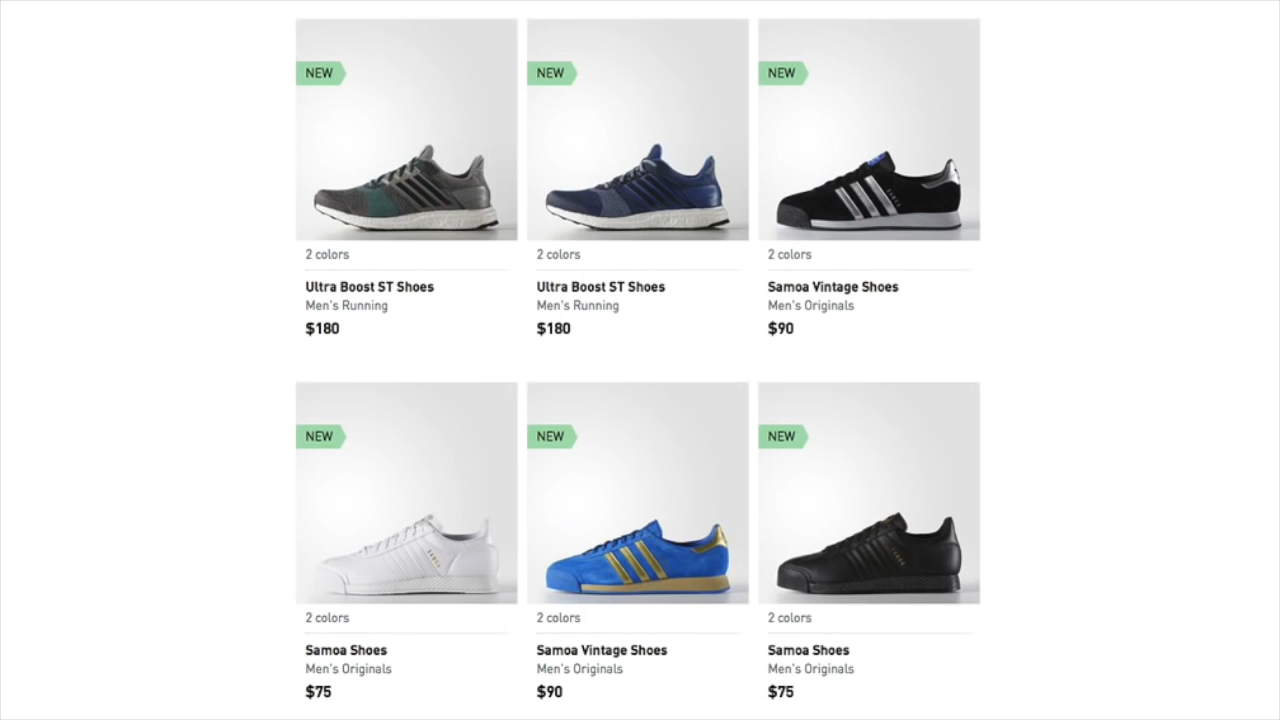 NEW
NEW
NEW
2 colors
2 colors
2 colors
Ultra Boost ST Shoes
Ultra Boost ST Shoes
Samoa Vintage Shoes
Men's Running
Men's Running
Men's Originals
$180
$180
$90
NEW
NEW
NEW
2 colors
2 colors
2 colors
Samoa Shoes
Samoa Vintage Shoes
Samoa Shoes
Men's Originals
Men's Originals
Men's Originals
$75
$90
$75